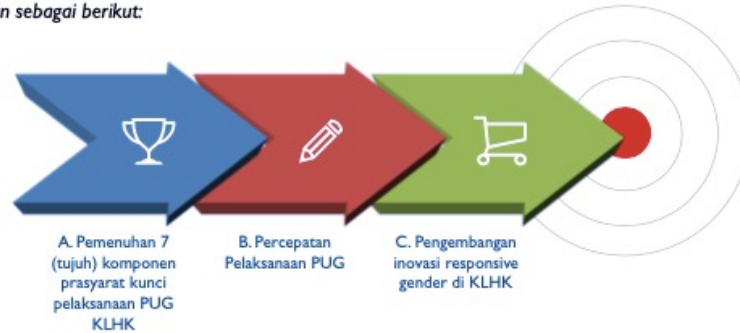 n sebagai berikut:
A. Pemenuhan 7
(tujuh) komponen
prasyarat kunci
pelaksanaan PUG
KLHK
B. Percepatan
Pelaksanaan PUG
C. Pengembangan
inovasi responsive
gender di KLHK